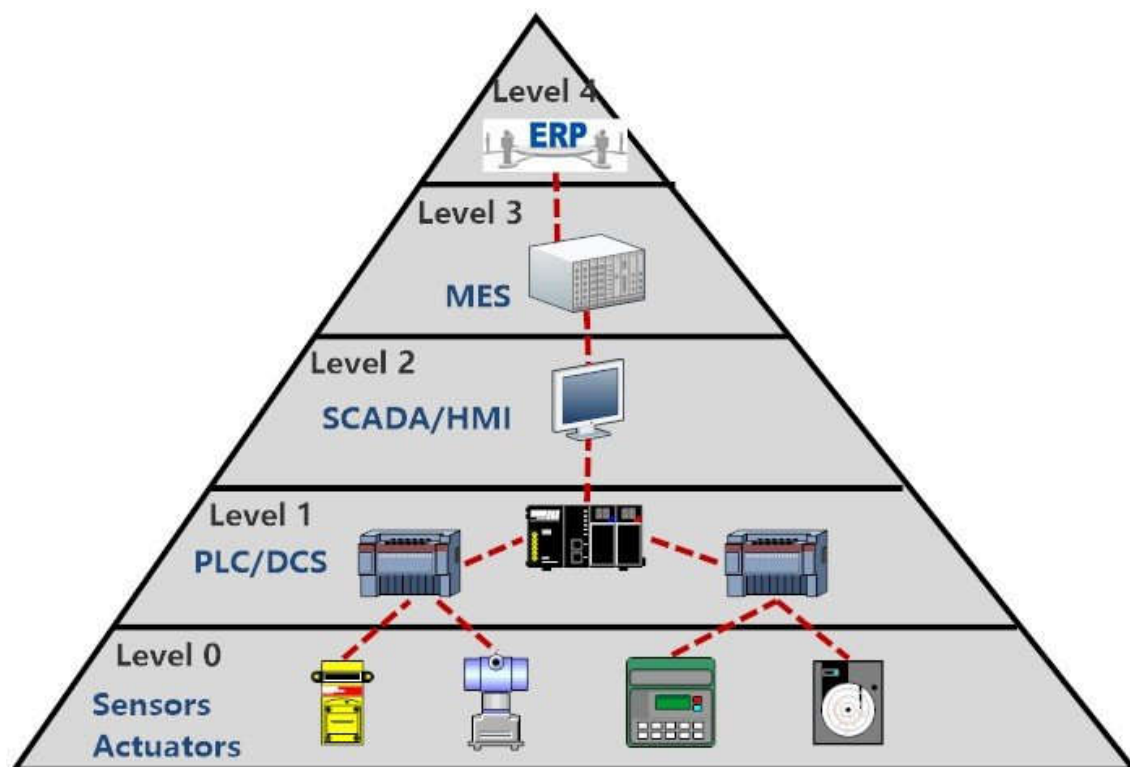 Level 4
ERP
Level 3
MES
Level 2
SCADA/HMI
Level 1
PLC/DCS
Level 0
Sensors
Actuators